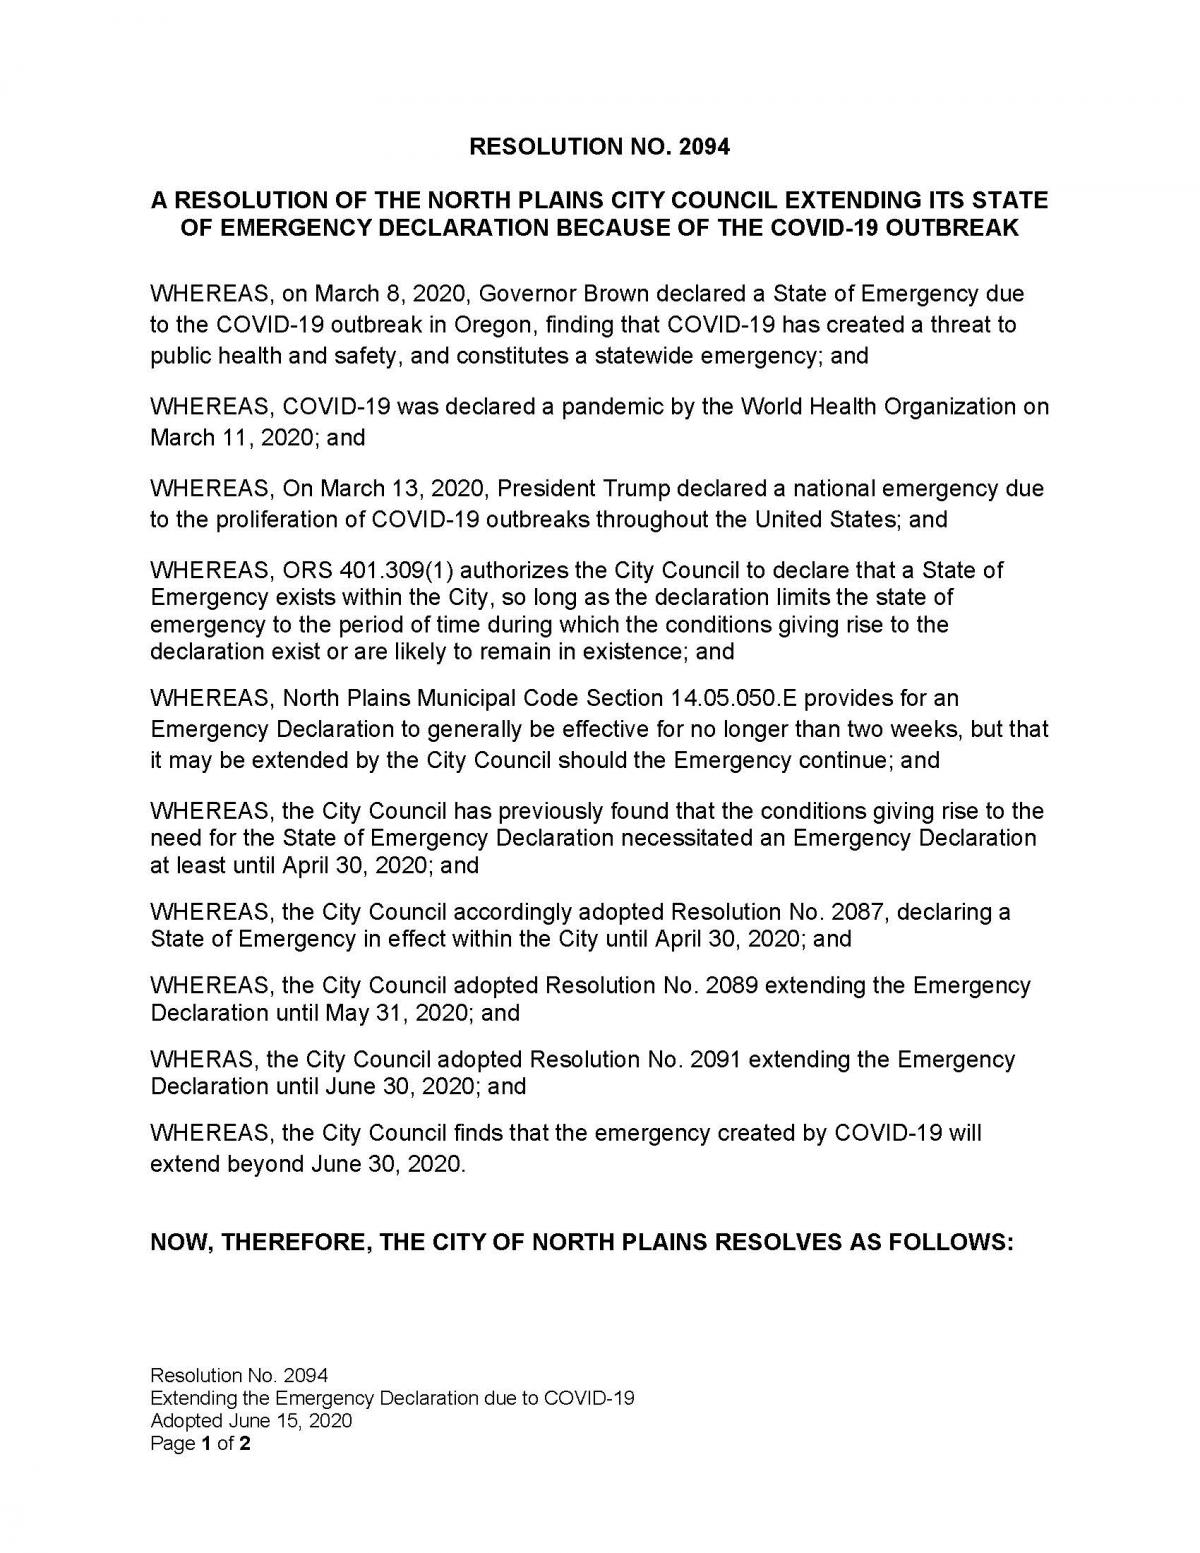 RESOLUTION NO. 2094
A RESOLUTION OF THE NORTH PLAINS CITY COUNCIL EXTENDING ITS STATE
OF EMERGENCY DECLARATION BECAUSE OF THE COVID-19 OUTBREAK
WHEREAS, on March 8, 2020, Governor Brown declared a State of Emergency due
to the COVID-19 outbreak in Oregon, finding that COVID-19 has created a threat to
public health and safety, and constitutes a statewide emergency; and
WHEREAS, COVID-19 was declared a pandemic by the World Health Organization on
March 11, 2020; and
WHEREAS, On March 13, 2020, President Trump declared a national emergency due
to the proliferation of COVID-19 outbreaks throughout the United States; and
WHEREAS, ORS 401.309(1) authorizes the City Council to declare that a State of
Emergency exists within the City, so long as the declaration limits the state of
emergency to the period of time during which the conditions giving rise to the
declaration exist or are likely to remain in existence; and
WHEREAS, North Plains Municipal Code Section 14.05.050.E provides for an
Emergency Declaration to generally be effective for no longer than two weeks, but that
it may be extended by the City Council should the Emergency continue; and
WHEREAS, the City Council has previously found that the conditions giving rise to the
need for the State of Emergency Declaration necessitated an Emergency Declaration
at least until April 30, 2020; and
WHEREAS, the City Council accordingly adopted Resolution No. 2087, declaring a
State of Emergency in effect within the City until April 30, 2020; and
WHEREAS, the City Council adopted Resolution No. 2089 extending the Emergency
Declaration until May 31, 2020; and
WHERAS, the City Council adopted Resolution No. 2091 extending the Emergency
Declaration until June 30, 2020; and
WHEREAS, the City Council finds that the emergency created by COVID-19 will
extend beyond June 30, 2020.
NOW, THEREFORE, THE CITY OF NORTH PLAINS RESOLVES AS FOLLOWS:
Resolution No. 2094
Extending the Emergency Declaration due to COVID-19
Adopted June 15, 2020
Page 1 of 2